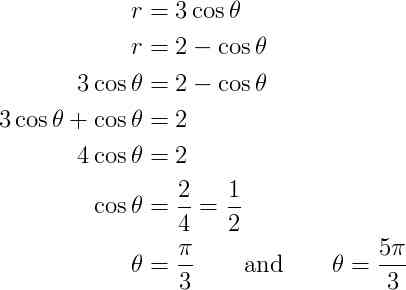 r = 3 cos θ
r = 2 − cos θ
3 cos θ = 2 − cos θ
3 cos θ + cos θ = 2
4 cos θ = 2
cos θ = 2/4 = 1/2
θ = π/3 and θ = 5π/3